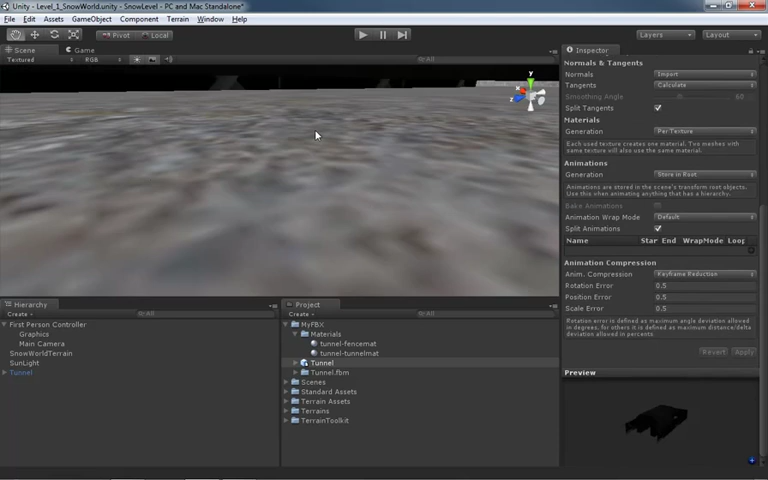 Unity - Level_1_SnowWorld.unity - SnowLevel - PC and Mac Standalone*
File Edit Assets GameObject Component Terrain Window Help
Pivot Local Layers Layout
Scene Game
Textured RGB All
y
x
z
Inspector
Normals & Tangents
Normals Import
Tangents Calculate
Smoothing Angle 60
Split Tangents
Materials
Generation Per Texture
Each used texture creates one material. Two meshes with same texture will also use the same material.
Animations
Generation Store in Root
Animations are stored in the scene's transform root objects. Use this when animating anything that has a hierarchy.
Bake Animations
Animation Wrap Mode Default
Split Animations
Name Star End WrapMode Loop
Animation Compression
Anim. Compression Keyframe Reduction
Rotation Error 0.5
Position Error 0.5
Scale Error 0.5
Rotation error is defined as maximum angle deviation allowed in degrees, for others it is defined as maximum distance/delta deviation allowed in percents.
Revert Apply
Preview
Hierarchy
Create All
First Person Controller
Graphics
Main Camera
SnowWorldTerrain
SunLight
Tunnel
Project
Create All
MyFBX
Materials
tunnel-fencemat
tunnel-tunnelmat
Tunnel
Tunnel.fbm
Scenes
Standard Assets
Terrain Assets
Terrains
TerrainToolkit